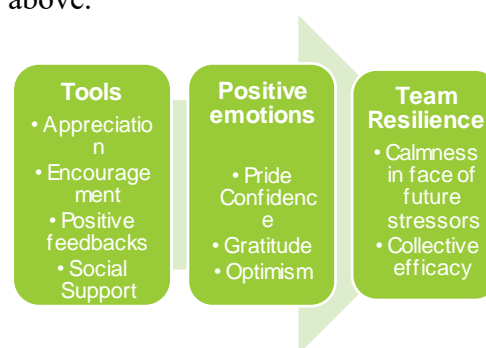 above.
Tools
• Appreciatio
n
• Encourage
ment
• Positive
feedbacks
• Social
Support
Positive
emotions
• Pride
Confidenc
e
• Gratitude
• Optimism
Team
Resilience
• Calmness
in face of
future
stressors
• Collective
efficacy